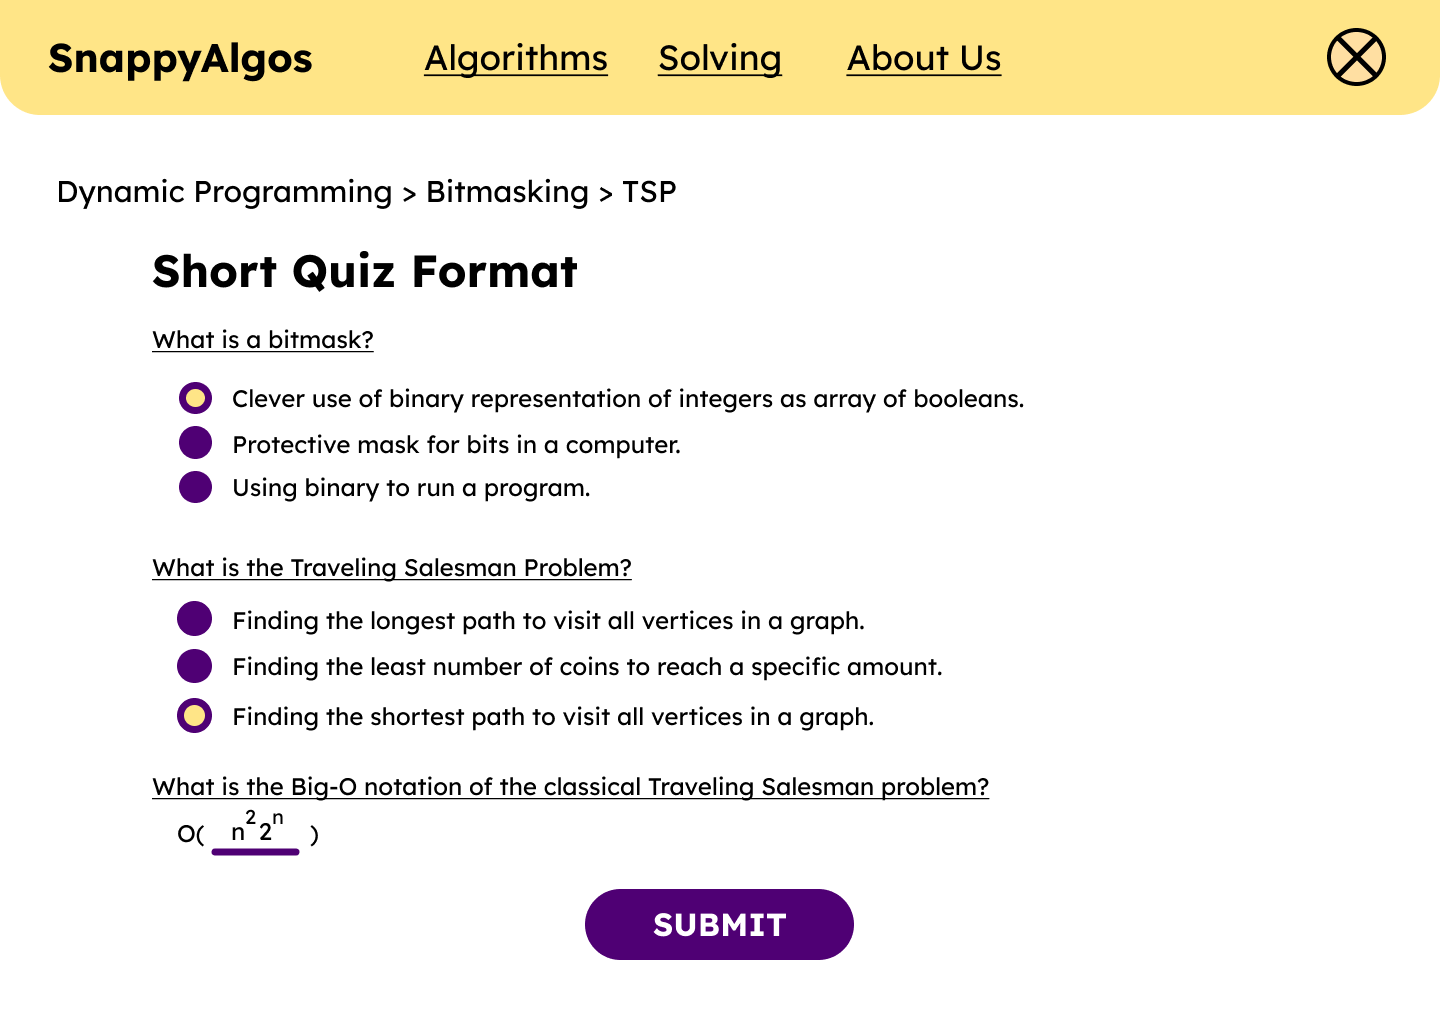 SnappyAlgos Algorithms Solving About Us
Dynamic Programming > Bitmasking > TSP
Short Quiz Format
What is a bitmask?
Clever use of binary representation of integers as array of booleans.
Protective mask for bits in a computer.
Using binary to run a program.
What is the Traveling Salesman Problem?
Finding the longest path to visit all vertices in a graph.
Finding the least number of coins to reach a specific amount.
Finding the shortest path to visit all vertices in a graph.
What is the Big-O notation of the classical Traveling Salesman problem?
O( n²2ⁿ )
SUBMIT